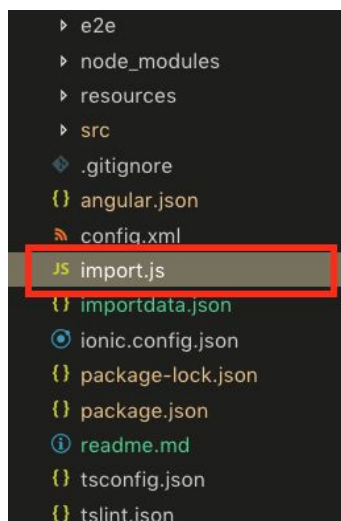 e2e
node_modules
resources
src
.gitignore
{} angular.json
config.xml
JS import.js
{} importdata.json
ionic.config.json
{} package-lock.json
{} package.json
readme.md
{} tsconfig.json
{} tslint.json